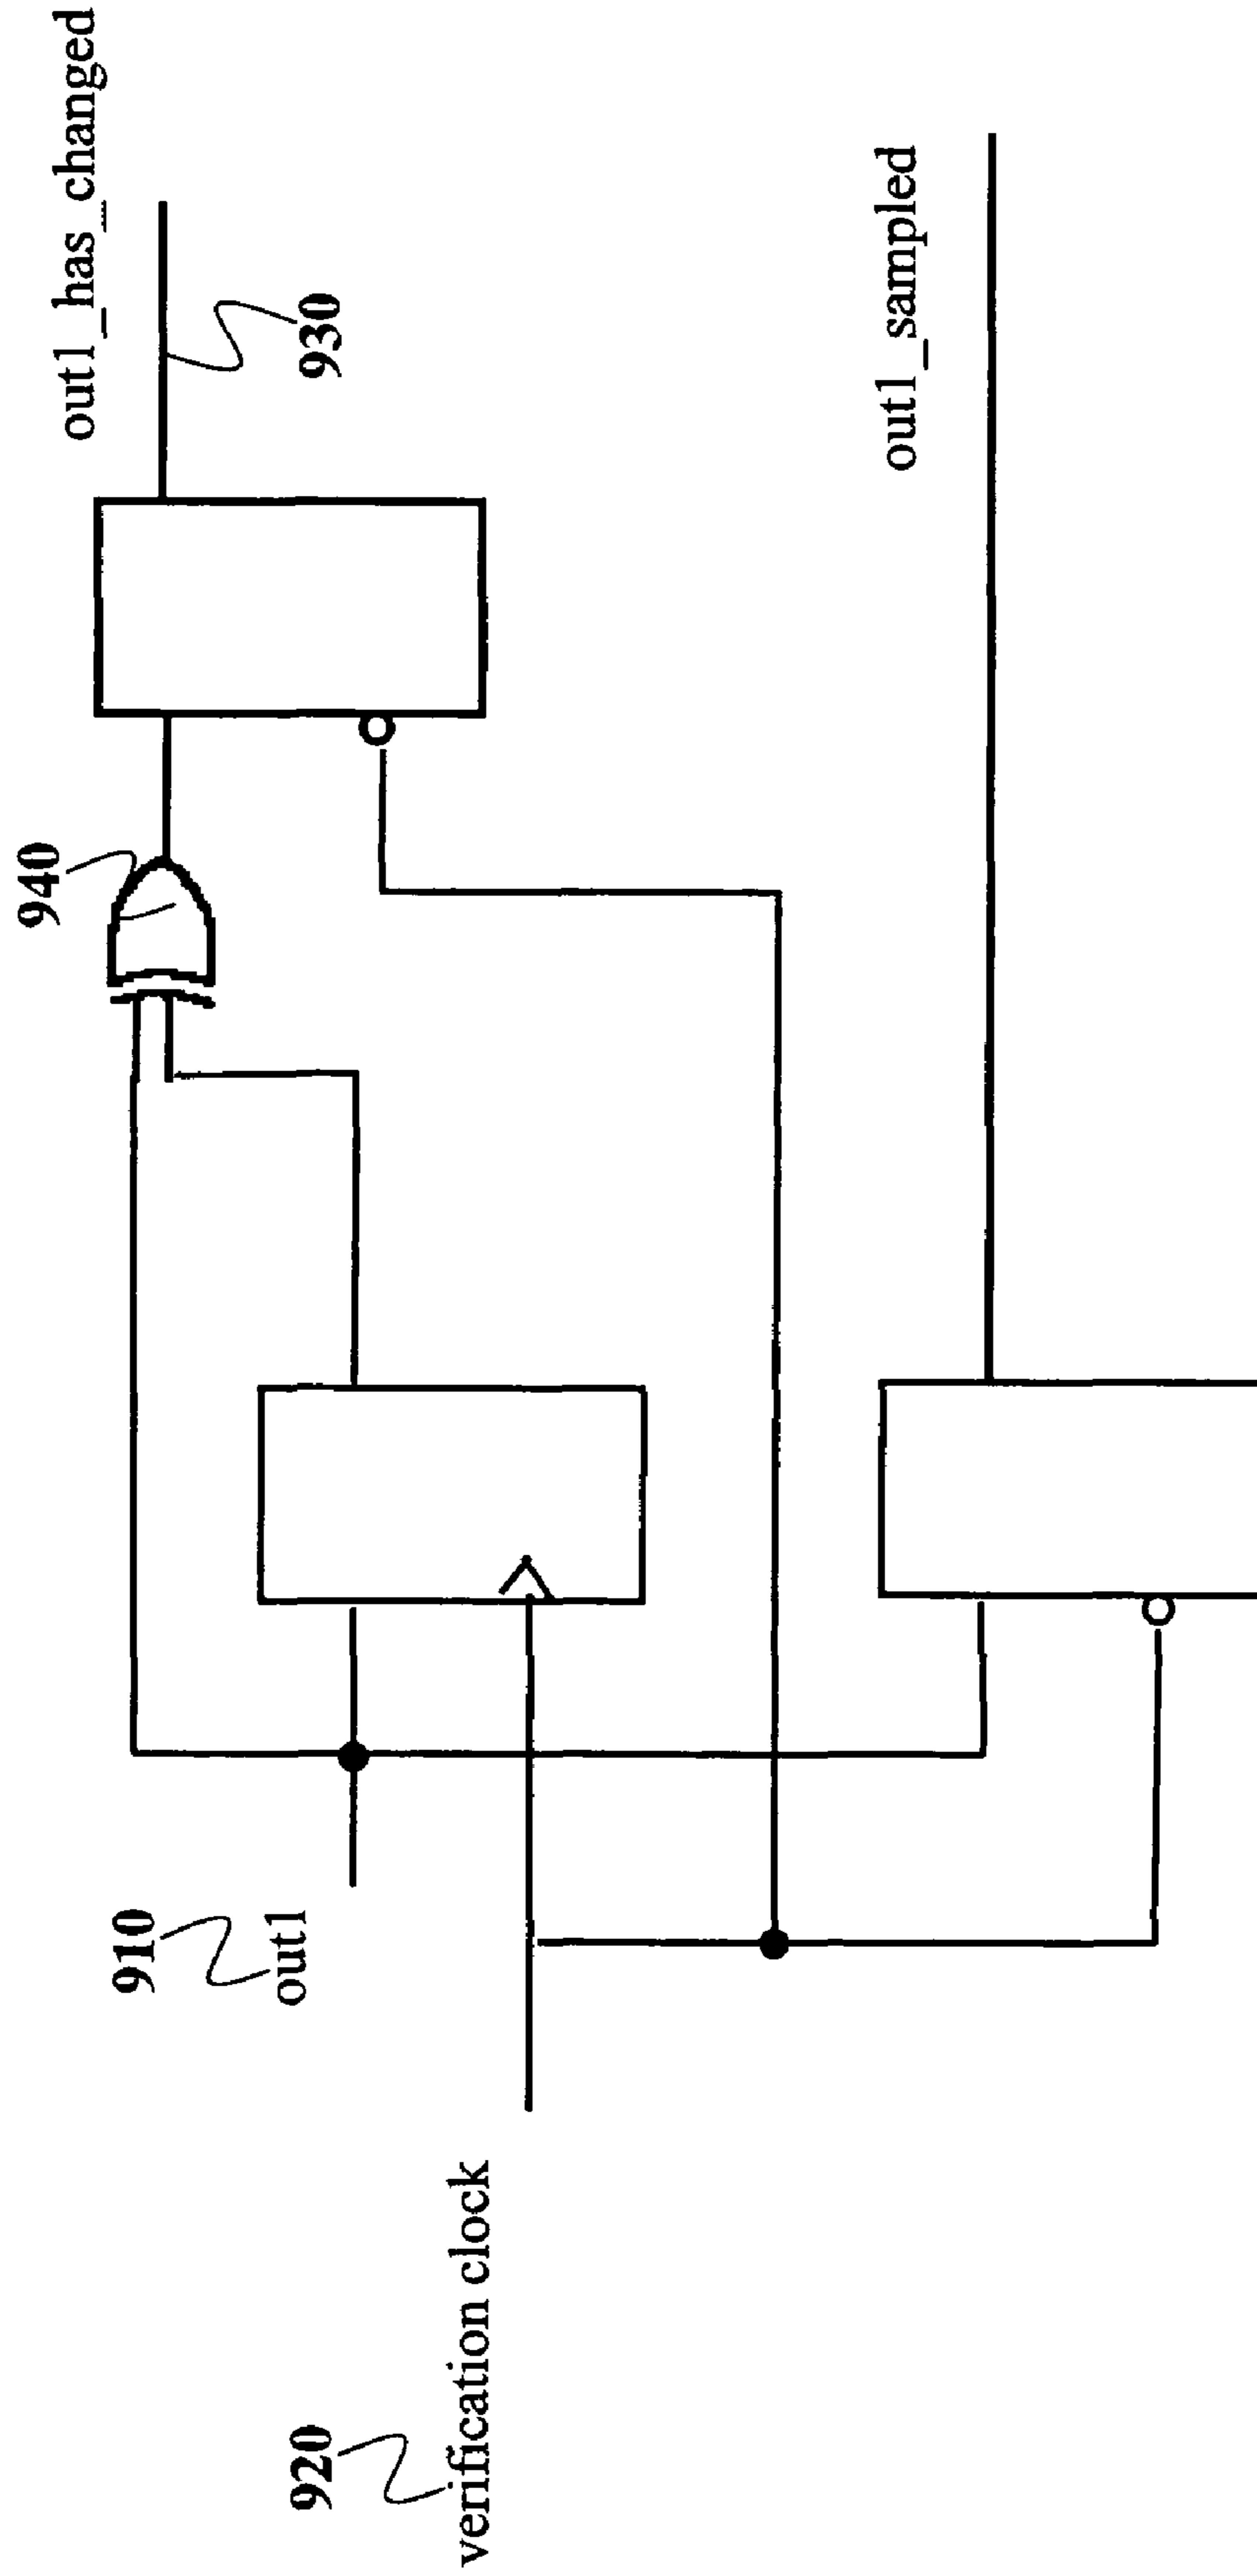 out1_has_changed
930
940
910
out1
920
verification clock
out1_sampled